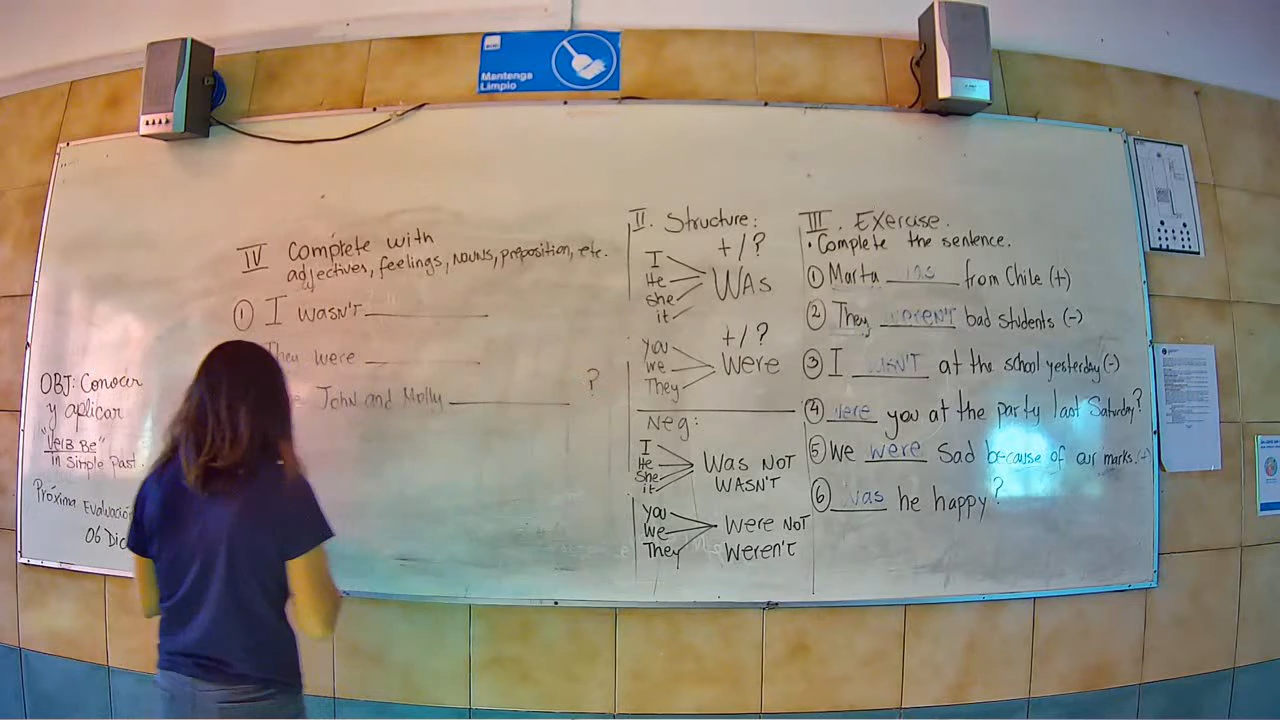 Mantenga
Limpio
OBJ: Conocer
y aplicar
"Verb Be"
in Simple Past.
Próxima Evaluación
06 Dic
IV Complete with
adjectives, feelings, nouns, preposition, etc.
① I wasn't ________
They were ________
John and Molly ________ ?
II. Structure:
+/?
I
He
she
it
WAS
+/?
You
we
They
Were
Neg:
I
He
She
it
Was NOT
WASN'T
You
We
They
Were NOT
Weren't
III. Exercise.
• Complete the sentence.
① Marta was from Chile (+)
② They weren't bad students (-)
③ I wasn't at the school yesterday (-)
④ Were you at the party last Saturday?
⑤ We were sad because of our marks. (+)
⑥ was he happy?